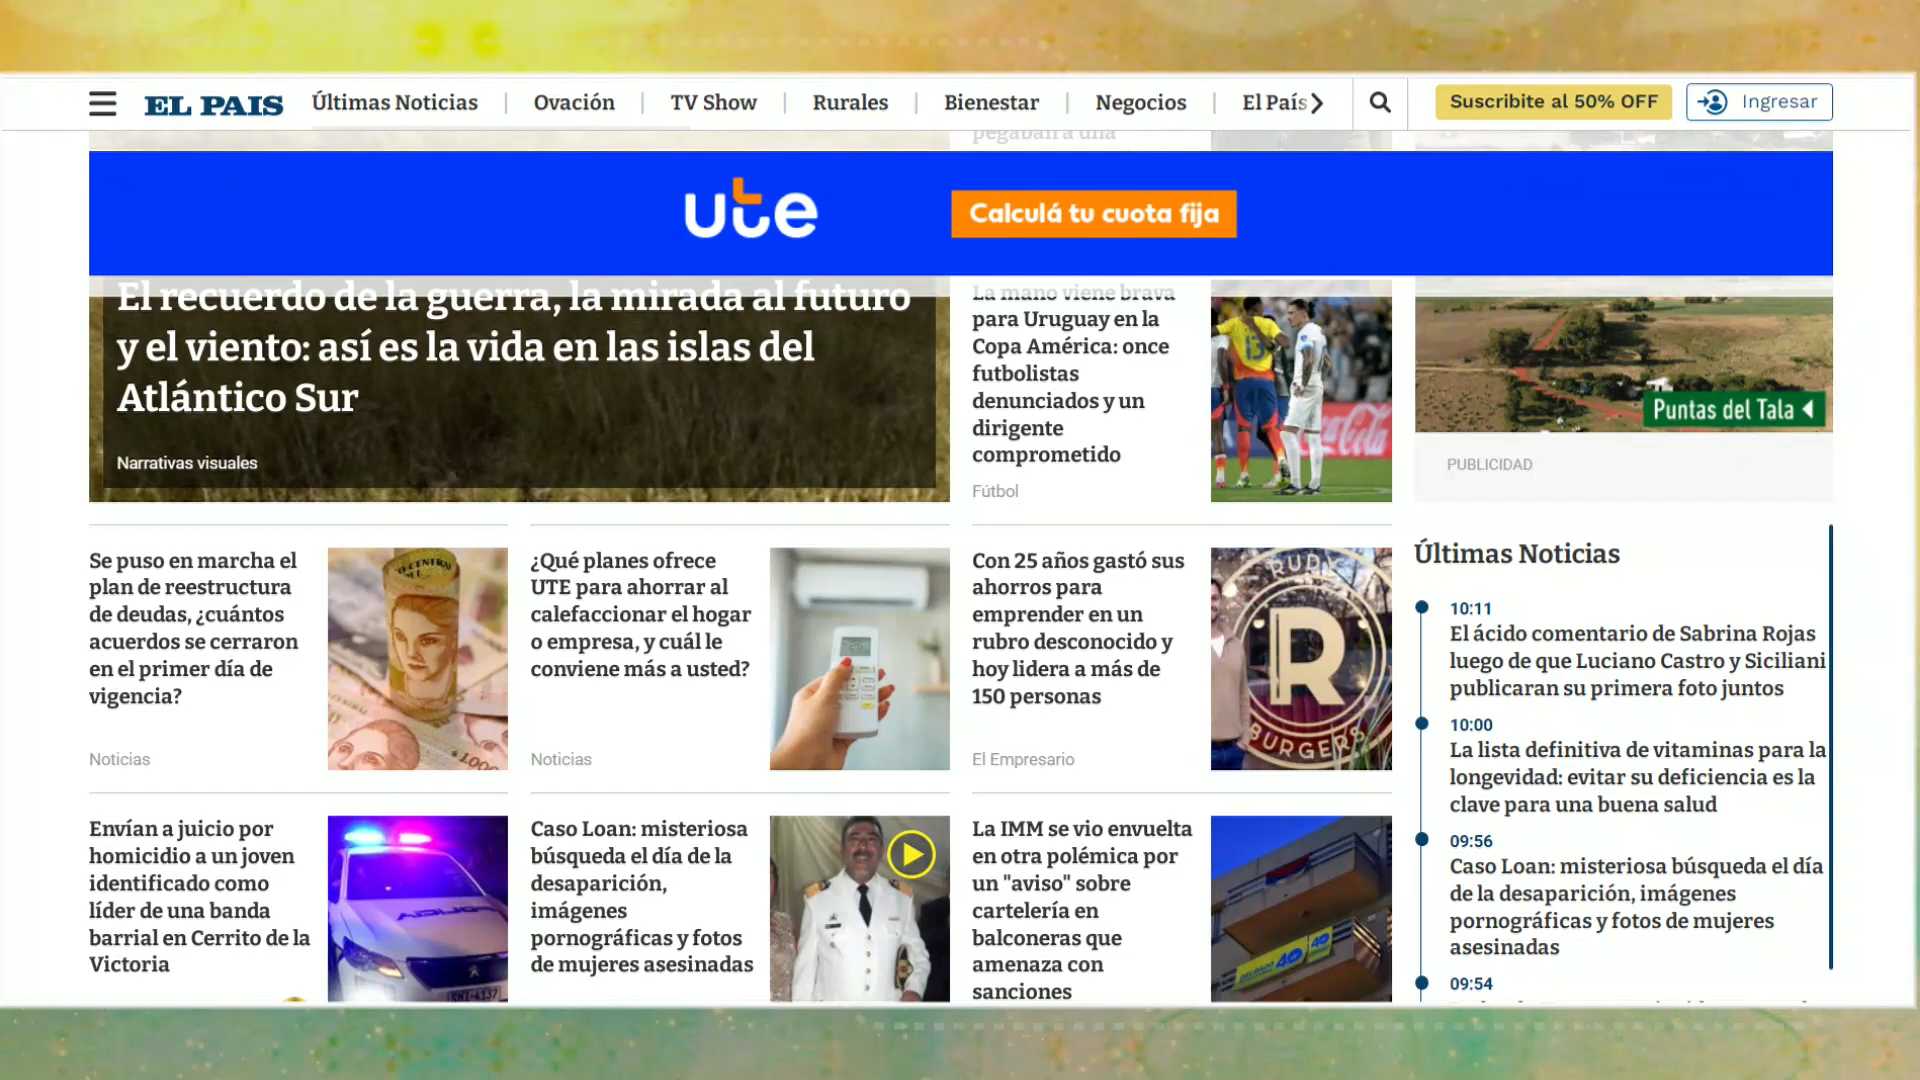 EL PAIS
Últimas Noticias
Ovación
TV Show
Rurales
Bienestar
Negocios
El País
Suscribite al 50% OFF
Ingresar
pegaban a una
ute
Calculá tu cuota fija
El recuerdo de la guerra, la mirada al futuro
y el viento: así es la vida en las islas del
Atlántico Sur
Narrativas visuales
La mano viene brava
para Uruguay en la
Copa América: once
futbolistas
denunciados y un
dirigente
comprometido
Fútbol
13
Puntas del Tala
PUBLICIDAD
Se puso en marcha el
plan de reestructura
de deudas, ¿cuántos
acuerdos se cerraron
en el primer día de
vigencia?
Noticias
¿Qué planes ofrece
UTE para ahorrar al
calefaccionar el hogar
o empresa, y cuál le
conviene más a usted?
Noticias
Con 25 años gastó sus
ahorros para
emprender en un
rubro desconocido y
hoy lidera a más de
150 personas
El Empresario
RUDY
R
BURGERS
Envían a juicio por
homicidio a un joven
identificado como
líder de una banda
barrial en Cerrito de la
Victoria
POLICIA
Caso Loan: misteriosa
búsqueda el día de la
desaparición,
imágenes
pornográficas y fotos
de mujeres asesinadas
La IMM se vio envuelta
en otra polémica por
un "aviso" sobre
cartelería en
balconeras que
amenaza con
sanciones
DELGADO
40
40
Últimas Noticias
10:11
El ácido comentario de Sabrina Rojas
luego de que Luciano Castro y Siciliani
publicaran su primera foto juntos
10:00
La lista definitiva de vitaminas para la
longevidad: evitar su deficiencia es la
clave para una buena salud
09:56
Caso Loan: misteriosa búsqueda el día
de la desaparición, imágenes
pornográficas y fotos de mujeres
asesinadas
09:54